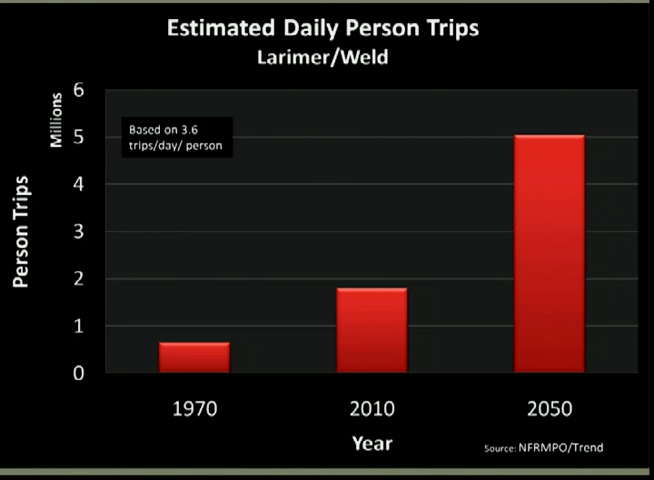 Estimated Daily Person Trips
Larimer/Weld
Millions
Person Trips
6
5
4
3
2
1
0
Based on 3.6
trips/day/ person
1970
2010
2050
Year
Source: NFRMPO/Trend